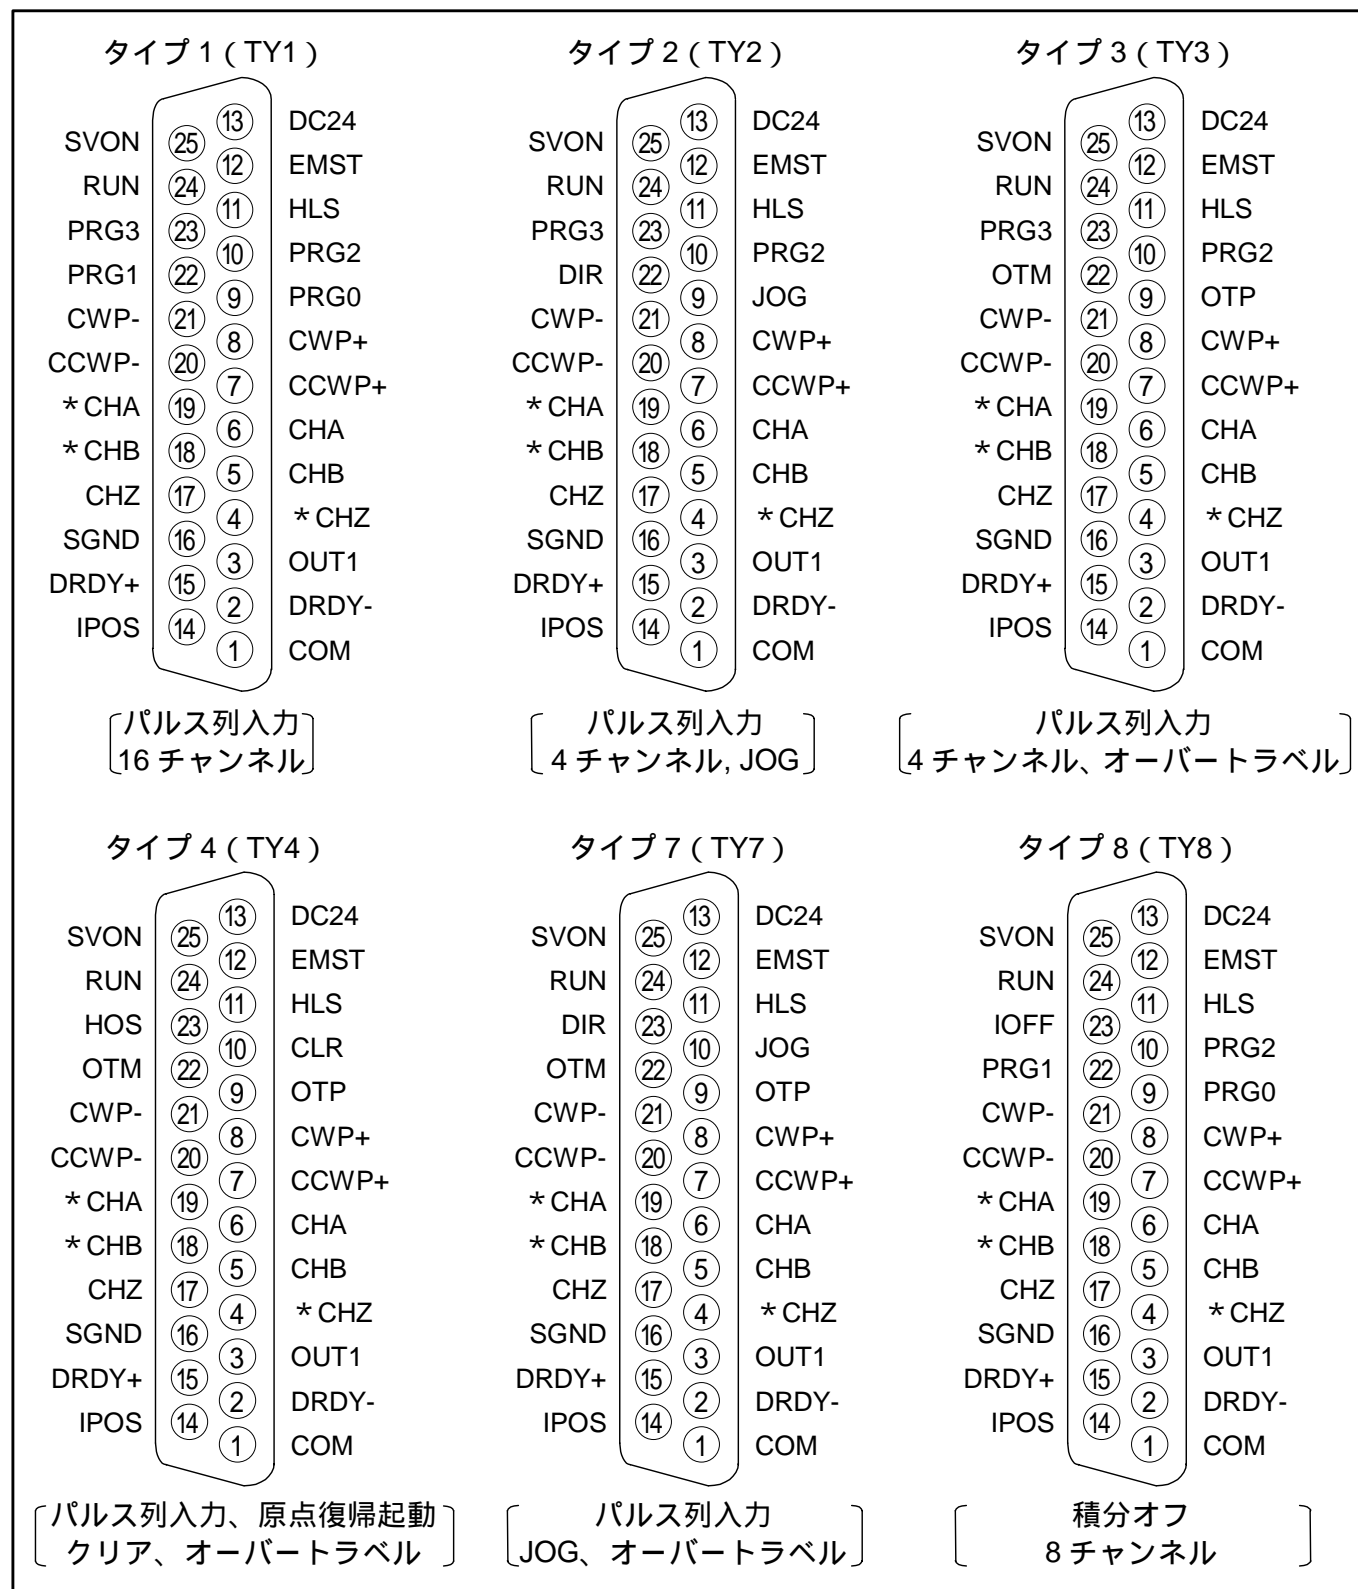 タイプ 1 ( TY1 )
SVON 25 13 DC24
RUN 24 12 EMST
PRG3 23 11 HLS
PRG1 22 10 PRG2
CWP- 21 9 PRG0
CCWP- 20 8 CWP+
*CHA 19 7 CCWP+
*CHB 18 6 CHA
CHZ 17 5 CHB
SGND 16 4 *CHZ
DRDY+ 15 3 OUT1
IPOS 14 2 DRDY-
1 COM
パルス列入力
16 チャンネル
タイプ 2 ( TY2 )
SVON 25 13 DC24
RUN 24 12 EMST
PRG3 23 11 HLS
DIR 22 10 PRG2
CWP- 21 9 JOG
CCWP- 20 8 CWP+
*CHA 19 7 CCWP+
*CHB 18 6 CHA
CHZ 17 5 CHB
SGND 16 4 *CHZ
DRDY+ 15 3 OUT1
IPOS 14 2 DRDY-
1 COM
パルス列入力
4 チャンネル, JOG
タイプ 3 ( TY3 )
SVON 25 13 DC24
RUN 24 12 EMST
PRG3 23 11 HLS
OTM 22 10 PRG2
CWP- 21 9 OTP
CCWP- 20 8 CWP+
*CHA 19 7 CCWP+
*CHB 18 6 CHA
CHZ 17 5 CHB
SGND 16 4 *CHZ
DRDY+ 15 3 OUT1
IPOS 14 2 DRDY-
1 COM
パルス列入力
4 チャンネル、オーバートラベル
タイプ 4 ( TY4 )
SVON 25 13 DC24
RUN 24 12 EMST
HOS 23 11 HLS
OTM 22 10 CLR
CWP- 21 9 OTP
CCWP- 20 8 CWP+
*CHA 19 7 CCWP+
*CHB 18 6 CHA
CHZ 17 5 CHB
SGND 16 4 *CHZ
DRDY+ 15 3 OUT1
IPOS 14 2 DRDY-
1 COM
パルス列入力、原点復帰起動
クリア、オーバートラベル
タイプ 7 ( TY7 )
SVON 25 13 DC24
RUN 24 12 EMST
DIR 23 11 HLS
OTM 22 10 JOG
CWP- 21 9 OTP
CCWP- 20 8 CWP+
*CHA 19 7 CCWP+
*CHB 18 6 CHA
CHZ 17 5 CHB
SGND 16 4 *CHZ
DRDY+ 15 3 OUT1
IPOS 14 2 DRDY-
1 COM
パルス列入力
JOG、オーバートラベル
タイプ 8 ( TY8 )
SVON 25 13 DC24
RUN 24 12 EMST
IOFF 23 11 HLS
PRG1 22 10 PRG2
CWP- 21 9 PRG0
CCWP- 20 8 CWP+
*CHA 19 7 CCWP+
*CHB 18 6 CHA
CHZ 17 5 CHB
SGND 16 4 *CHZ
DRDY+ 15 3 OUT1
IPOS 14 2 DRDY-
1 COM
積分オフ
8 チャンネル